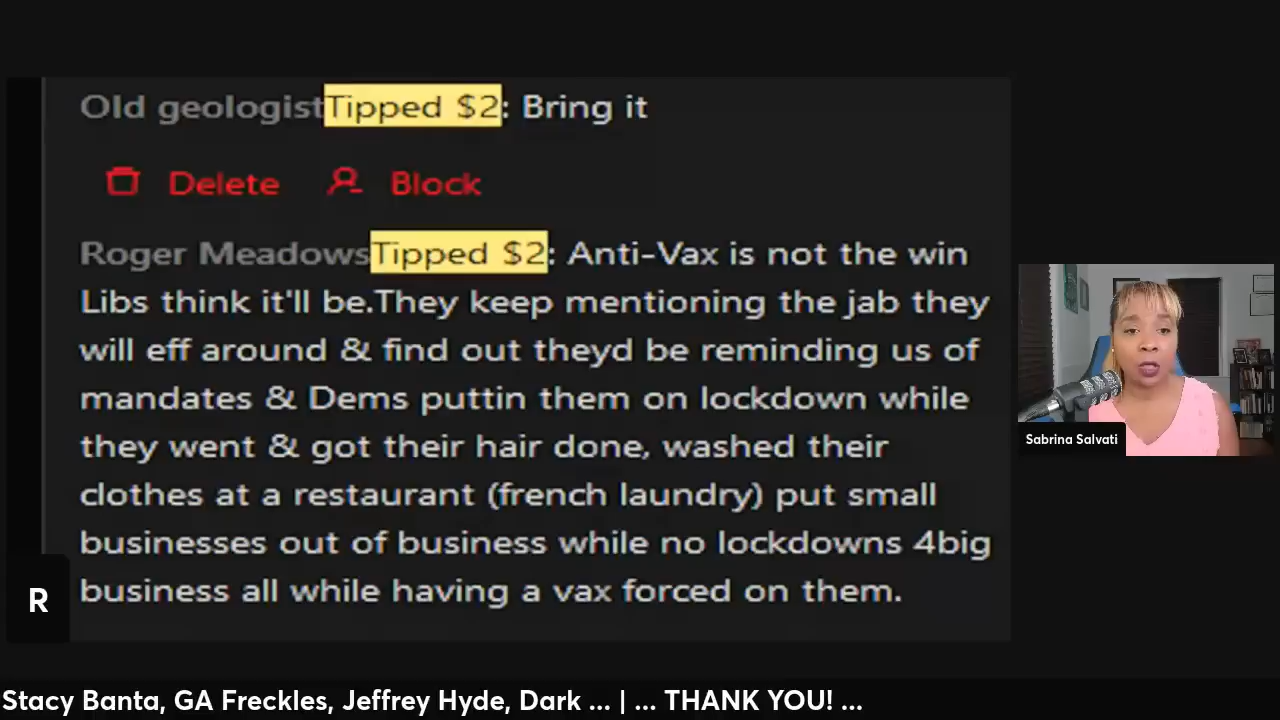 Old geologistTipped $2: Bring it
Delete Block
Roger MeadowsTipped $2: Anti-Vax is not the win
Libs think it'll be.They keep mentioning the jab they
will eff around & find out theyd be reminding us of
mandates & Dems puttin them on lockdown while
they went & got their hair done, washed their
clothes at a restaurant (french laundry) put small
businesses out of business while no lockdowns 4big
business all while having a vax forced on them.
R
Sabrina Salvati
Stacy Banta, GA Freckles, Jeffrey Hyde, Dark ... | ... THANK YOU! ...